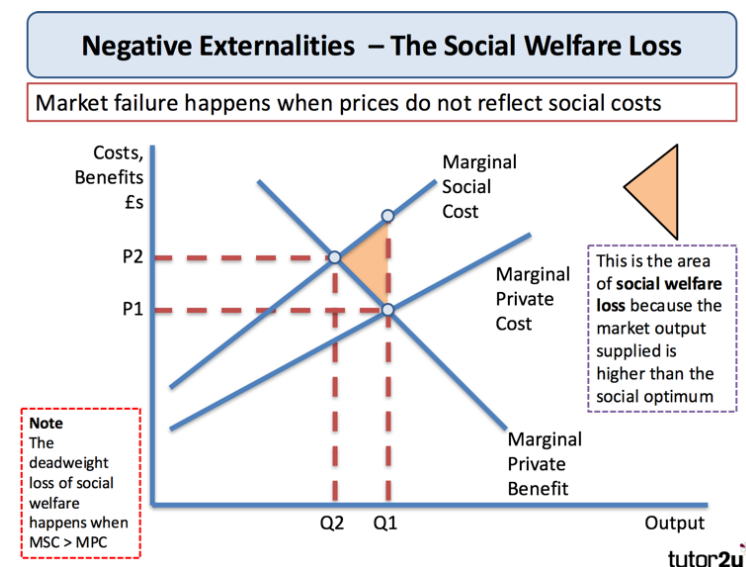 Negative Externalities – The Social Welfare Loss
Market failure happens when prices do not reflect social costs
Costs,
Benefits
£s
P2
P1
Marginal
Social
Cost
Marginal
Private
Cost
This is the area
of social welfare
loss because the
market output
supplied is
higher than the
social optimum
Note
The
deadweight
loss of social
welfare
happens when
MSC > MPC
Marginal
Private
Benefit
Q2 Q1
Output
tutor2u